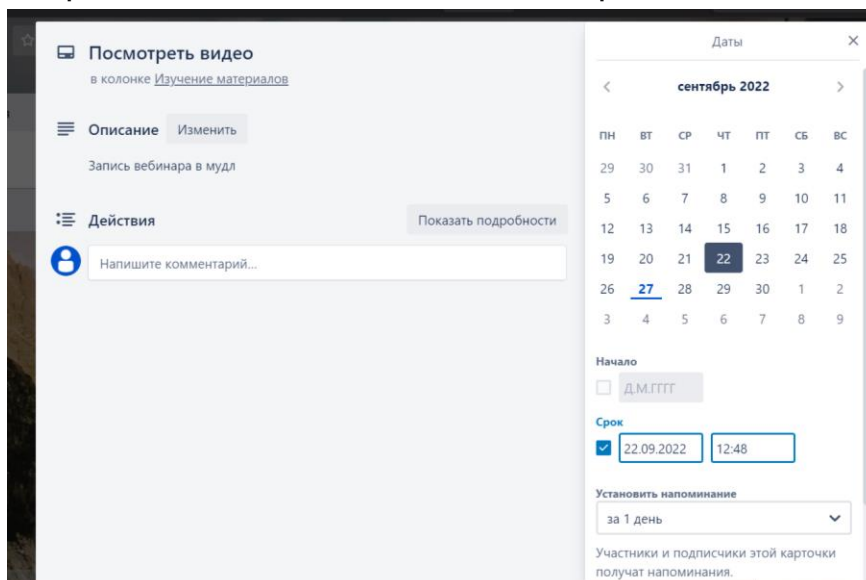 Посмотреть видео
в колонке Изучение материалов
Описание Изменить
Запись вебинара в мудл
Действия Показать подробности
Напишите комментарий...
Даты
сентябрь 2022
ПН ВТ СР ЧТ ПТ СБ ВС
29 30 31 1 2 3 4
5 6 7 8 9 10 11
12 13 14 15 16 17 18
19 20 21 22 23 24 25
26 27 28 29 30 1 2
3 4 5 6 7 8 9
Начало
Д.М.ГГГГ
Срок
22.09.2022 12:48
Установить напоминание
за 1 день
Участники и подписчики этой карточки
получат напоминания.